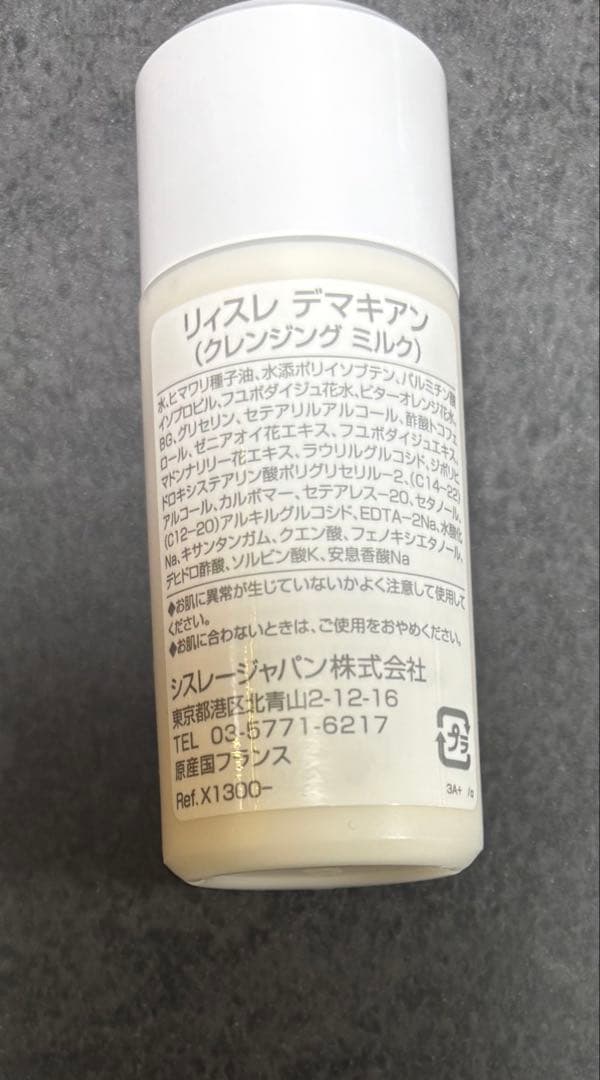 リィスレ デマキアン
(クレンジング ミルク)
水、ヒマワリ種子油、水添ポリイソブテン、パルミチン酸
イソプロピル、フユボダイジュ花水、ビターオレンジ花水、
BG、グリセリン、セテアリルアルコール、酢酸トコフェ
ロール、ゼニアオイ花エキス、フユボダイジュエキス、
マドンナリリー花エキス、ラウリルグルコシド、ジポリヒ
ドロキシステアリン酸ポリグリセリル-2、(C14-22)
アルコール、カルボマー、セテアレス-20、セタノール、
(C12-20)アルキルグルコシド、EDTA-2Na、水酸化
Na、キサンタンガム、クエン酸、フェノキシエタノール、
デヒドロ酢酸、ソルビン酸K、安息香酸Na
◆お肌に異常が生じていないかよく注意して使用して
ください。
◆お肌に合わないときは、ご使用をおやめください。
シスレージャパン株式会社
東京都港区北青山2-12-16
TEL 03-5771-6217
原産国フランス
Ref.X1300-
プラ
3A+ /a